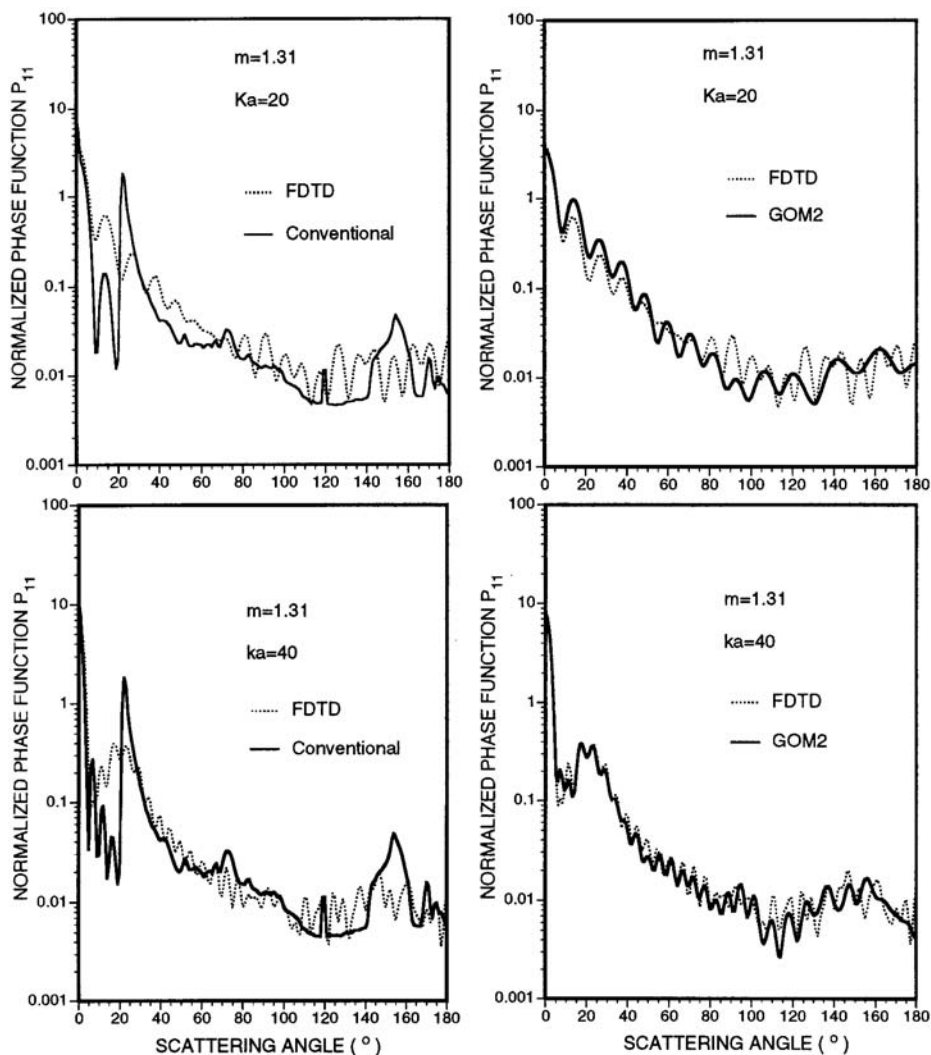 NORMALIZED PHASE FUNCTION P11
100
10
1
0.1
0.01
0.001
m=1.31
Ka=20
FDTD
Conventional
0 20 40 60 80 100 120 140 160 180
NORMALIZED PHASE FUNCTION P11
100
10
1
0.1
0.01
0.001
m=1.31
Ka=20
FDTD
GOM2
0 20 40 60 80 100 120 140 160 180
NORMALIZED PHASE FUNCTION P11
100
10
1
0.1
0.01
0.001
m=1.31
ka=40
FDTD
Conventional
0 20 40 60 80 100 120 140 160 180
SCATTERING ANGLE ( ° )
NORMALIZED PHASE FUNCTION P11
100
10
1
0.1
0.01
0.001
m=1.31
ka=40
FDTD
GOM2
0 20 40 60 80 100 120 140 160 180
SCATTERING ANGLE ( ° )